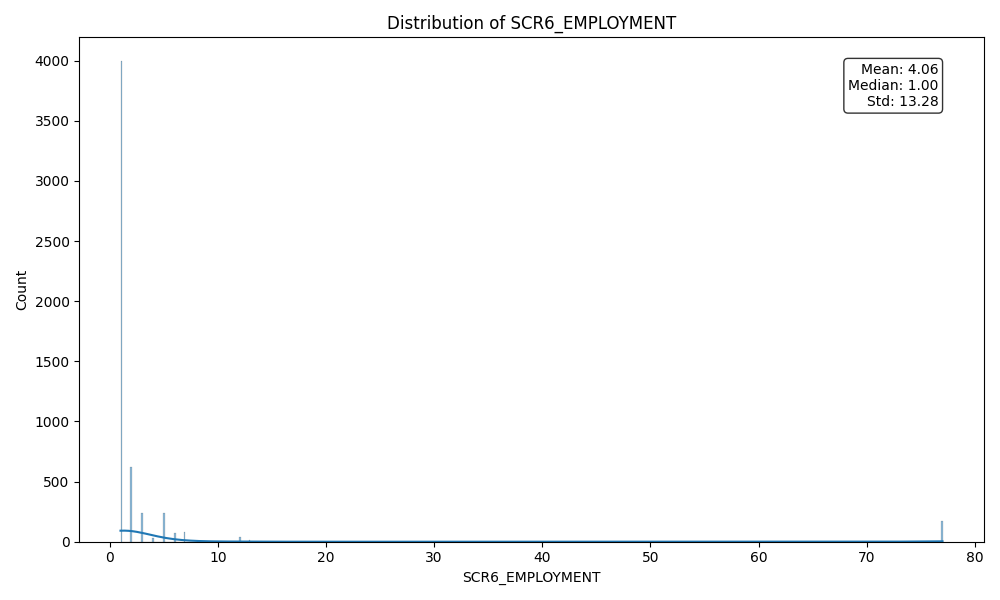 Distribution of SCR6_EMPLOYMENT
Mean: 4.06
Median: 1.00
Std: 13.28
4000
3500
3000
2500
2000
1500
1000
500
0
Count
0 10 20 30 40 50 60 70 80
SCR6_EMPLOYMENT